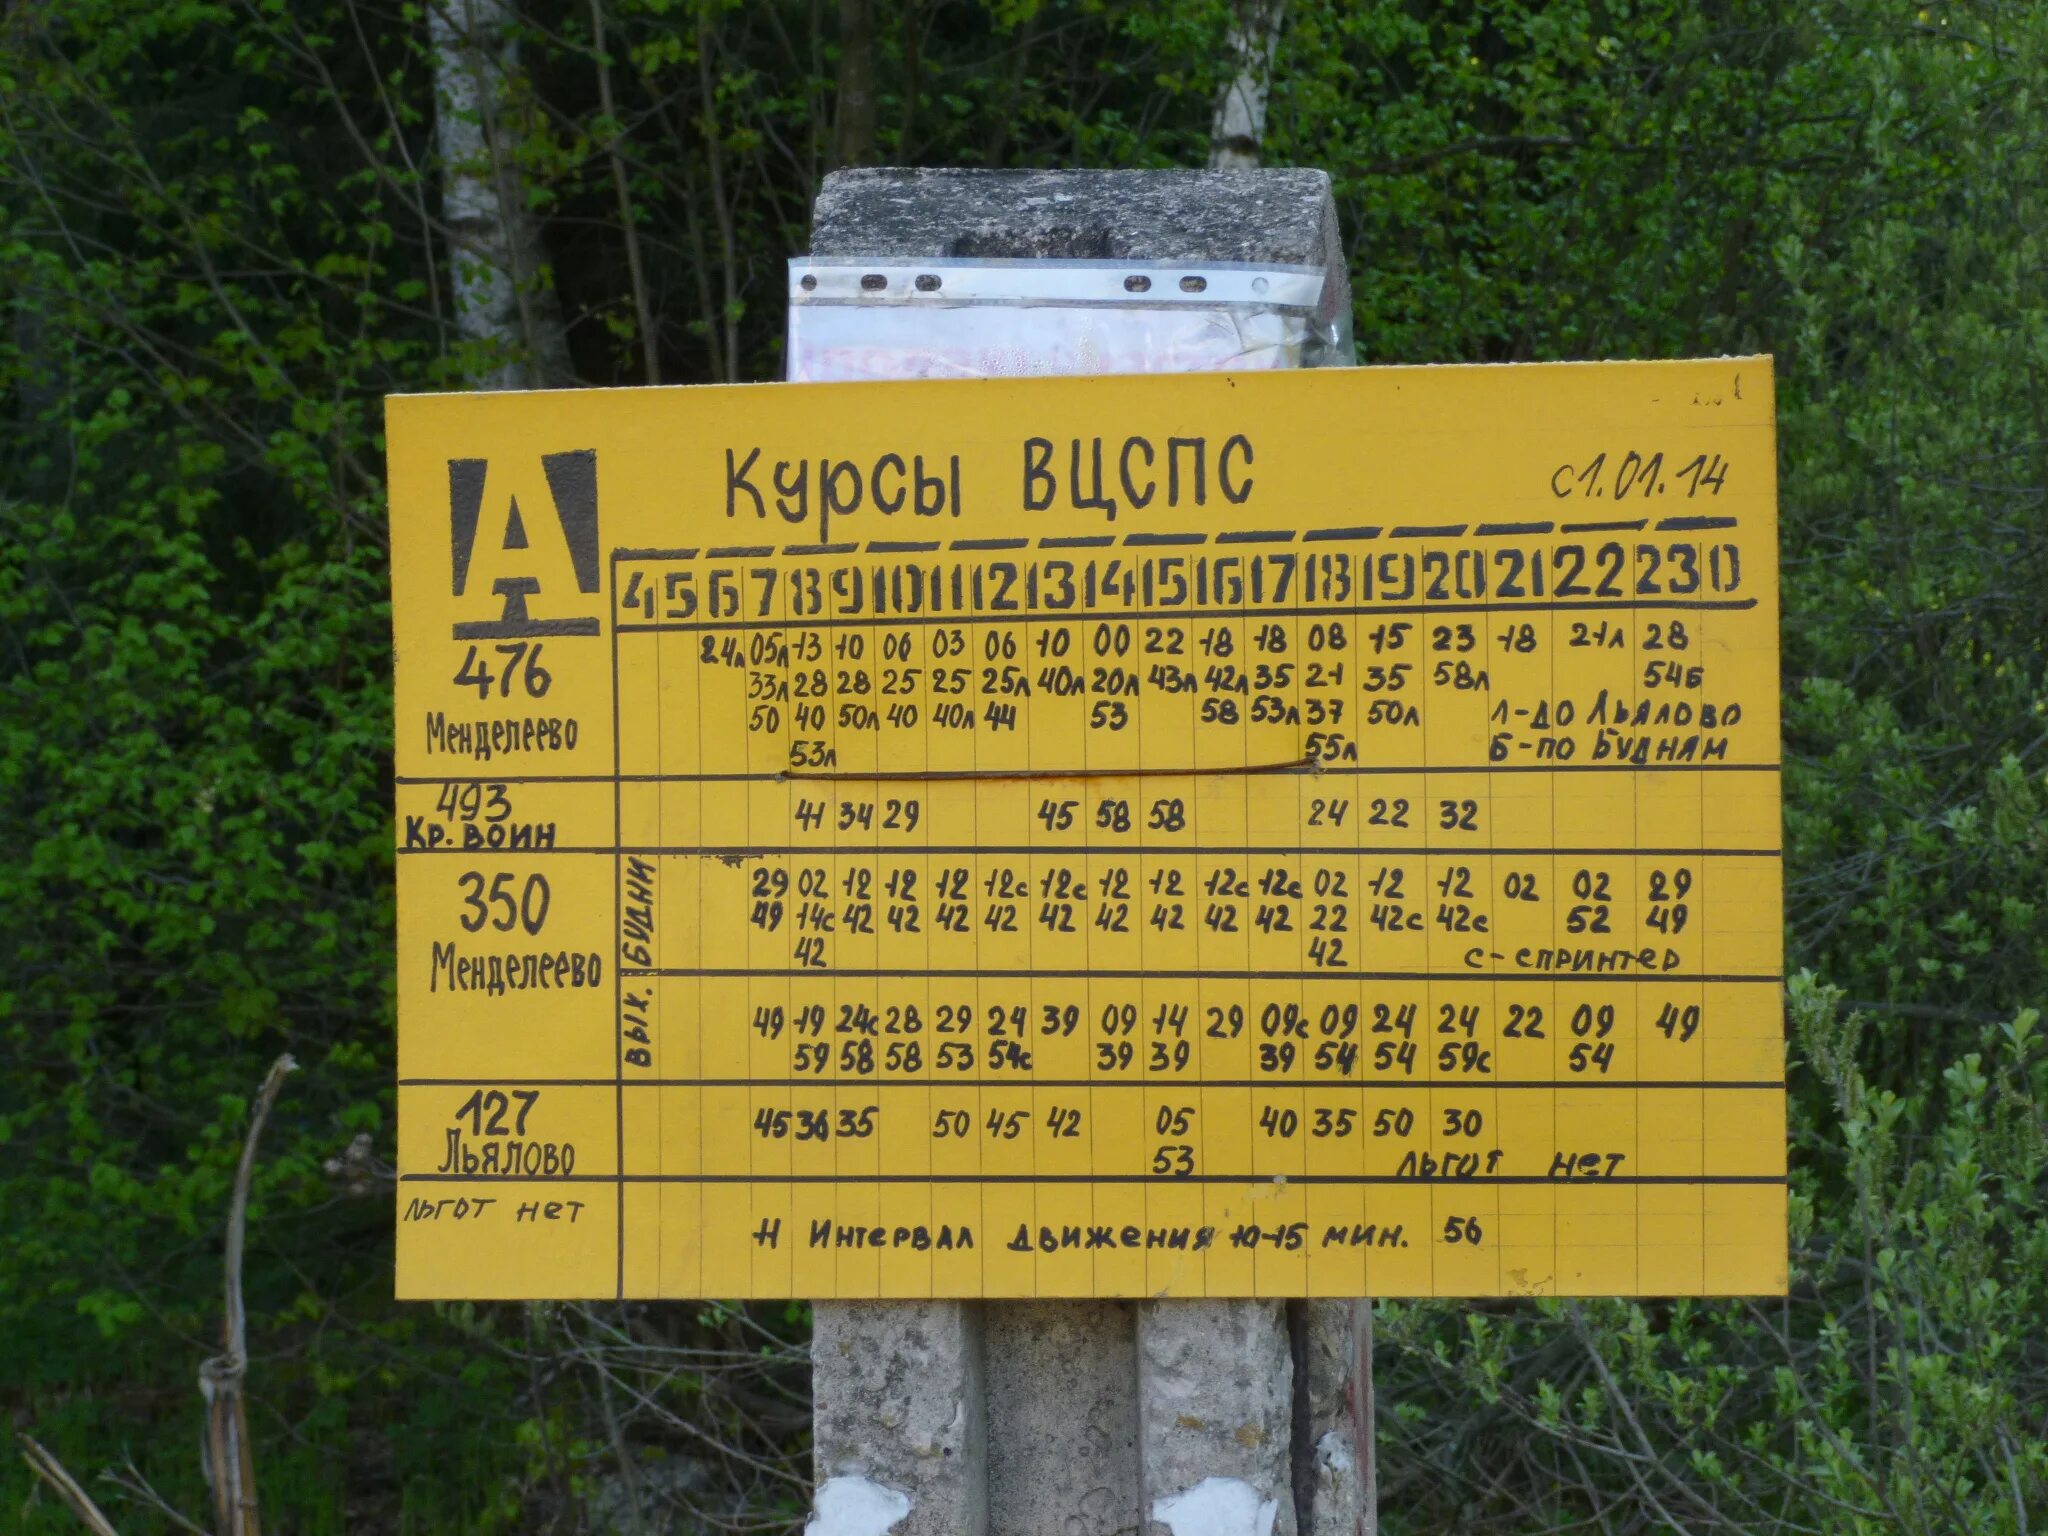 Курсы ВЦСПС с1.01.14
А
4 5 6 7 8 9 10 11 12 13 14 15 16 17 18 19 20 21 22 23 0
476
Менделеево
24л 05л 13 10 06 03 06 10 00 22 18 18 08 15 23 18 21л 28
33л 28 28 25 25 25л 40л 20л 43л 42л 35 21 35 58л 54Б
50 40 50л 40 40л 44 53 58 53л 37 50л Л-до Льялово
53л 55л Б-по Будням
493
Кр. воин
41 34 29 45 58 58 24 22 32
350
Менделеево
Будни
29 02 12 12 12 12с 12с 12 12 12с 12с 02 12 12 02 02 29
49 14с 42 42 42 42 42 42 42 42 42 22 42с 42с 52 49
42 42 с-спринтер
Вых.
49 19 24с 28 29 24 39 09 14 29 09с 09 24 24 22 09 49
59 58 58 53 54с 39 39 39 54 54 59с 54
127
Льялово
45 36 35 50 45 42 05 40 35 50 30
53 льгот нет
льгот нет
Н Интервал движения 10-15 мин. 56